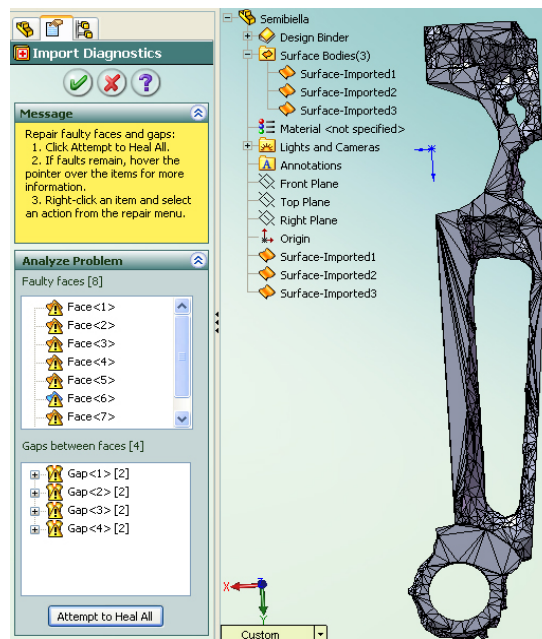 Import Diagnostics
Message
Repair faulty faces and gaps:
1. Click Attempt to Heal All.
2. If faults remain, hover the
pointer over the items for more
information.
3. Right-click an item and select
an action from the repair menu.
Analyze Problem
Faulty faces [8]
Face<1>
Face<2>
Face<3>
Face<4>
Face<5>
Face<6>
Face<7>
Gaps between faces [4]
Gap<1> [2]
Gap<2> [2]
Gap<3> [2]
Gap<4> [2]
Attempt to Heal All
Semibiella
Design Binder
Surface Bodies(3)
Surface-Imported1
Surface-Imported2
Surface-Imported3
Material <not specified>
Lights and Cameras
Annotations
Front Plane
Top Plane
Right Plane
Origin
Surface-Imported1
Surface-Imported2
Surface-Imported3
X
Z
Y
Custom